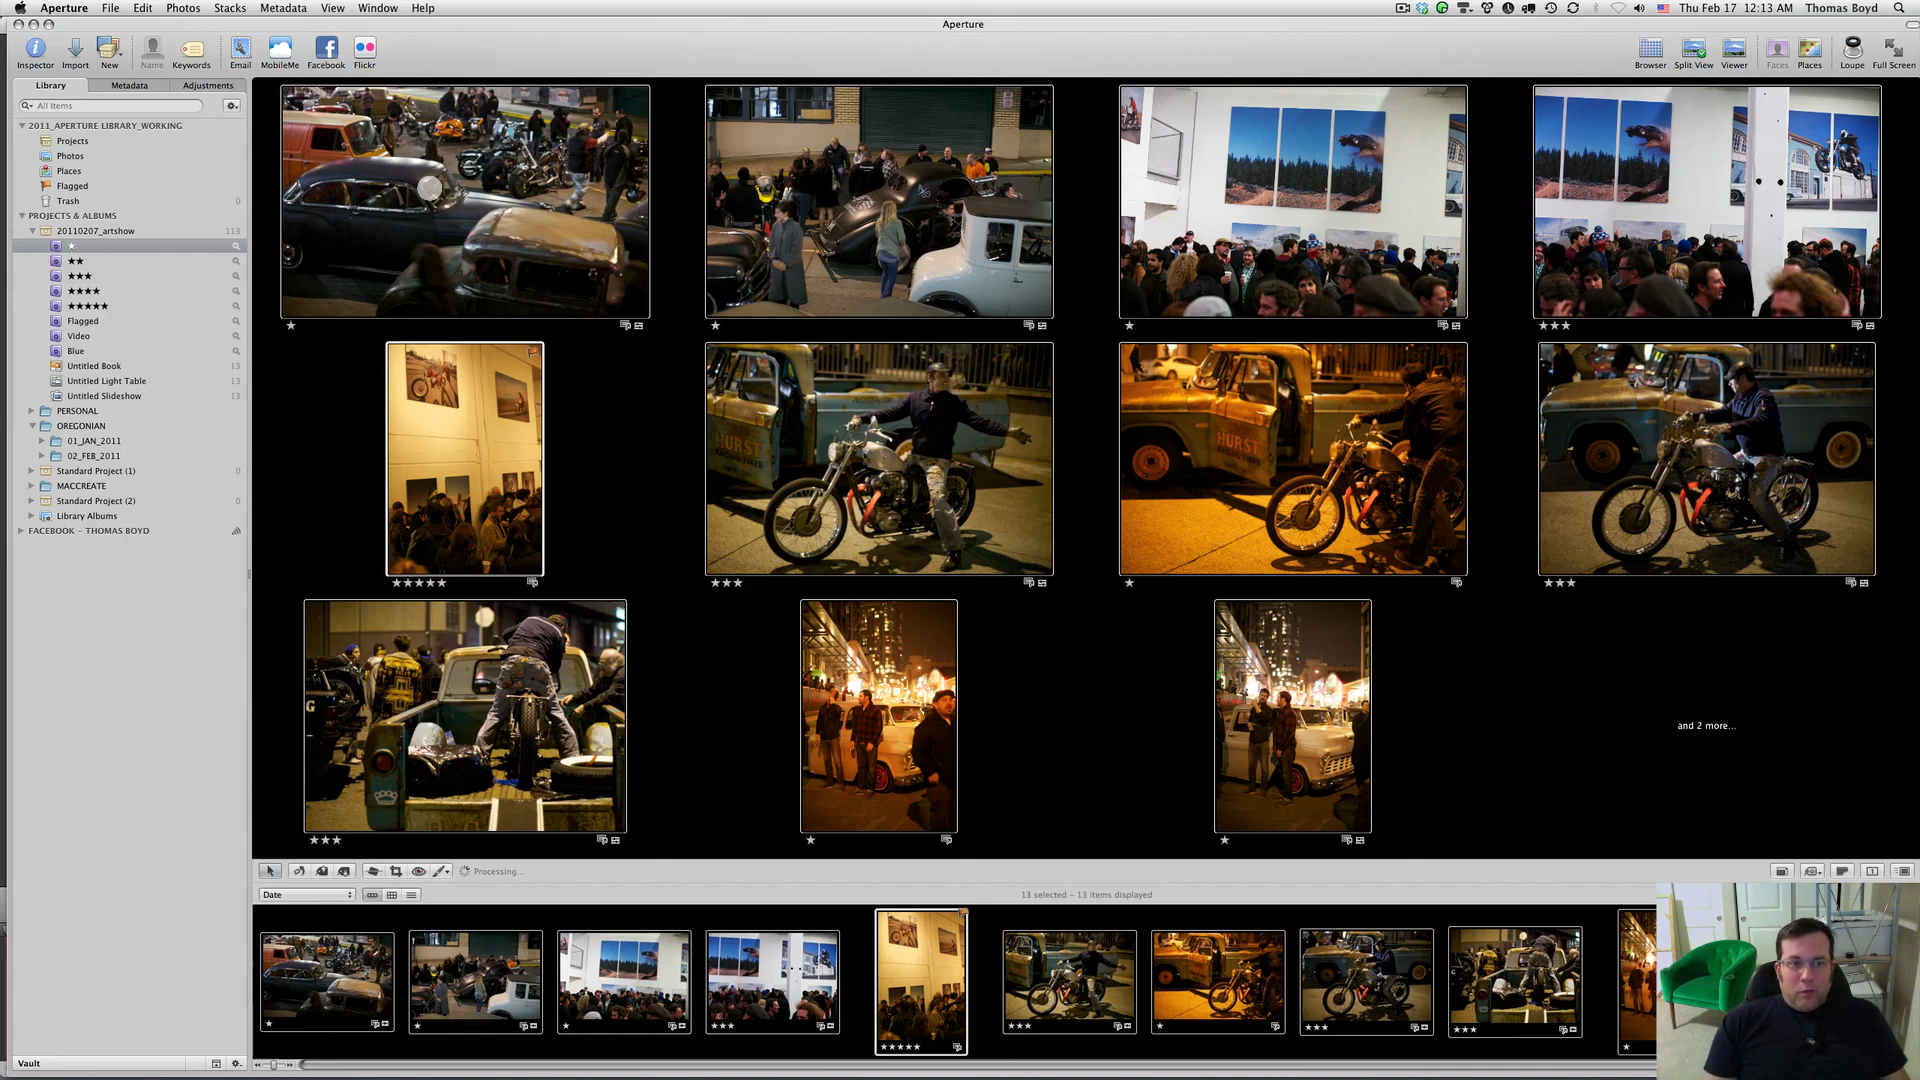 Aperture File Edit Photos Stacks Metadata View Window Help
Thu Feb 17 12:13 AM Thomas Boyd
Aperture
Inspector Import New Name Keywords Email MobileMe Facebook Flickr
Browser Split View Viewer Faces Places Loupe Full Screen
Library Metadata Adjustments
All Items
2011_APERTURE LIBRARY_WORKING
Projects
Photos
Places
Flagged
Trash 0
PROJECTS & ALBUMS
20110207_artshow 113
★
★★
★★★
★★★★
★★★★★
Flagged
Video
Blue
Untitled Book 13
Untitled Light Table 13
Untitled Slideshow 13
PERSONAL
OREGONIAN
01_JAN_2011
02_FEB_2011
Standard Project (1) 0
MACCREATE
Standard Project (2) 0
Library Albums
FACEBOOK – THOMAS BOYD
HURST
HURST
and 2 more...
Processing...
Date
13 selected – 13 items displayed
Vault